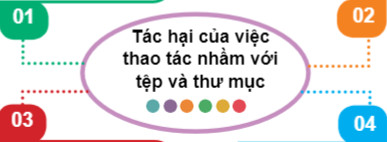 01
02
Tác hại của việc
thao tác nhầm với
tệp và thư mục
03
04